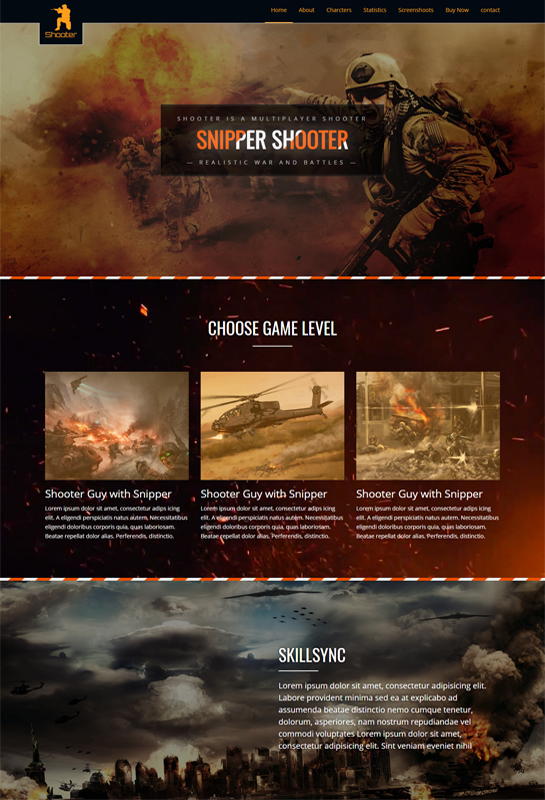 Home About Charcters Statistics Screenshoots Buy Now contact
Shooter
SHOOTER IS A MULTIPLAYER SHOOTER
SNIPPER SHOOTER
— REALISTIC WAR AND BATTLES —
CHOOSE GAME LEVEL
Shooter Guy with Snipper
Lorem ipsum dolor sit amet, consectetur adips icing
elit. A eligendi perspiciatis natus autem. Necessitatibus
eligendi doloribus corporis quia, quas laboriosam.
Beatae repellat dolor alias. Perferendis, distinctio.
Shooter Guy with Snipper
Lorem ipsum dolor sit amet, consectetur adips icing
elit. A eligendi perspiciatis natus autem. Necessitatibus
eligendi doloribus corporis quia, quas laboriosam.
Beatae repellat dolor alias. Perferendis, distinctio.
Shooter Guy with Snipper
Lorem ipsum dolor sit amet, consectetur adips icing
elit. A eligendi perspiciatis natus autem. Necessitatibus
eligendi doloribus corporis quia, quas laboriosam.
Beatae repellat dolor alias. Perferendis, distinctio.
SKILLSYNC
Lorem ipsum dolor sit amet, consectetur adipisicing elit.
Labore provident minima sed ea at explicabo ad
assumenda beatae distinctio nemo cumque tenetur,
dolorum, asperiores, nam nostrum repudiandae vel
commodi voluptates Lorem ipsum dolor sit amet,
consectetur adipisicing elit. Sint veniam eveniet nihil